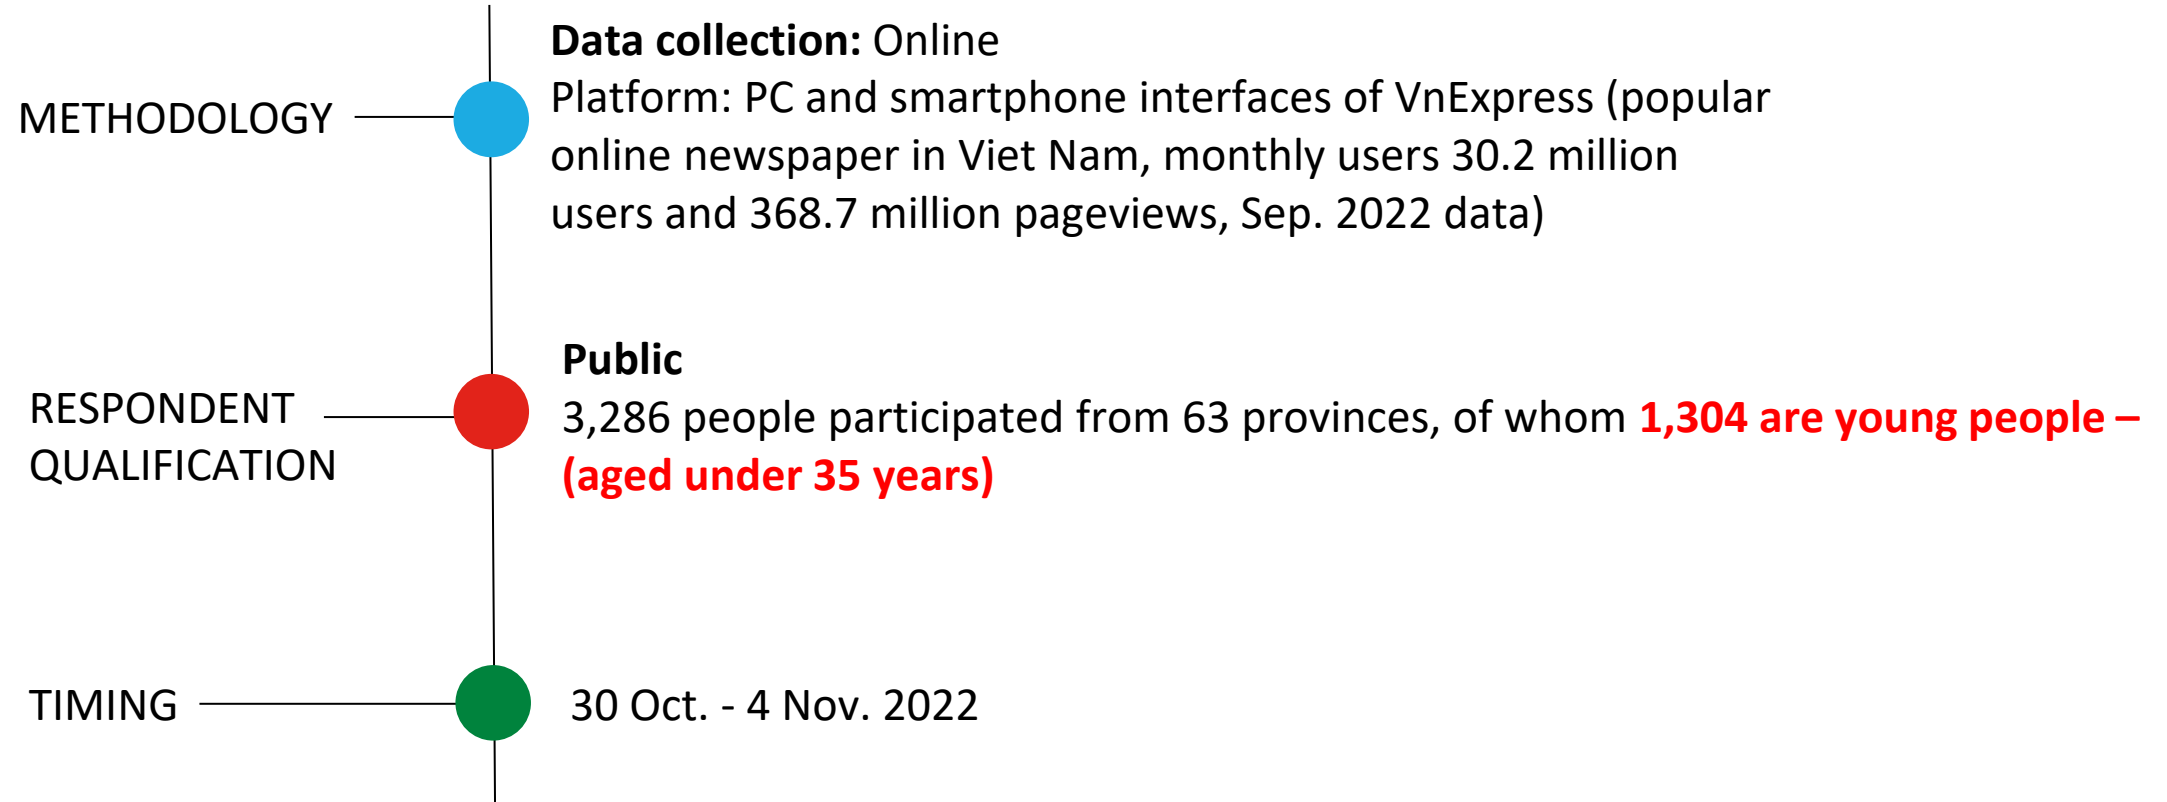 METHODOLOGY
Data collection: Online
Platform: PC and smartphone interfaces of VnExpress (popular
online newspaper in Viet Nam, monthly users 30.2 million
users and 368.7 million pageviews, Sep. 2022 data)
RESPONDENT
QUALIFICATION
Public
3,286 people participated from 63 provinces, of whom 1,304 are young people –
(aged under 35 years)
TIMING
30 Oct. - 4 Nov. 2022